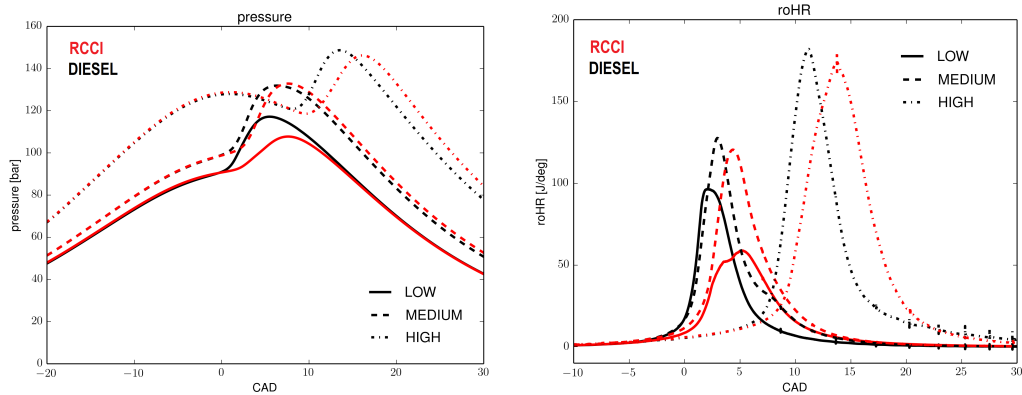 pressure
RCCI
DIESEL
160
140
120
100
80
60
40
20
0
pressure [bar]
LOW
MEDIUM
HIGH
−20 −10 0 10 20 30
CAD
roHR
RCCI
DIESEL
LOW
MEDIUM
HIGH
200
150
100
50
0
roHR [J/deg]
−10 −5 0 5 10 15 20 25 30
CAD